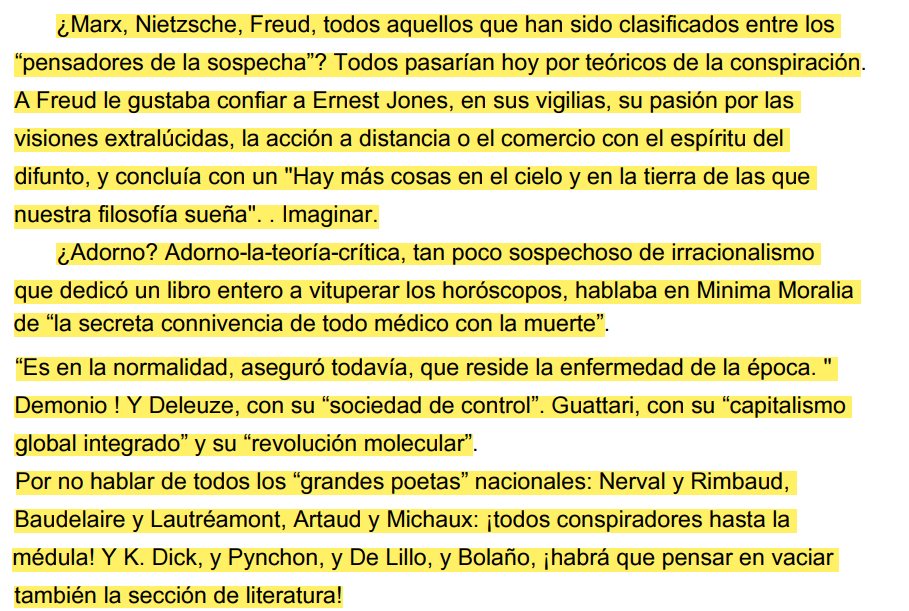 ¿Marx, Nietzsche, Freud, todos aquellos que han sido clasificados entre los
“pensadores de la sospecha”? Todos pasarían hoy por teóricos de la conspiración.
A Freud le gustaba confiar a Ernest Jones, en sus vigilias, su pasión por las
visiones extralúcidas, la acción a distancia o el comercio con el espíritu del
difunto, y concluía con un "Hay más cosas en el cielo y en la tierra de las que
nuestra filosofía sueña". . Imaginar.
¿Adorno? Adorno-la-teoría-crítica, tan poco sospechoso de irracionalismo
que dedicó un libro entero a vituperar los horóscopos, hablaba en Minima Moralia
de “la secreta connivencia de todo médico con la muerte”.
“Es en la normalidad, aseguró todavía, que reside la enfermedad de la época. "
Demonio ! Y Deleuze, con su “sociedad de control”. Guattari, con su “capitalismo
global integrado” y su “revolución molecular”.
Por no hablar de todos los “grandes poetas” nacionales: Nerval y Rimbaud,
Baudelaire y Lautréamont, Artaud y Michaux: ¡todos conspiradores hasta la
médula! Y K. Dick, y Pynchon, y De Lillo, y Bolaño, ¡habrá que pensar en vaciar
también la sección de literatura!